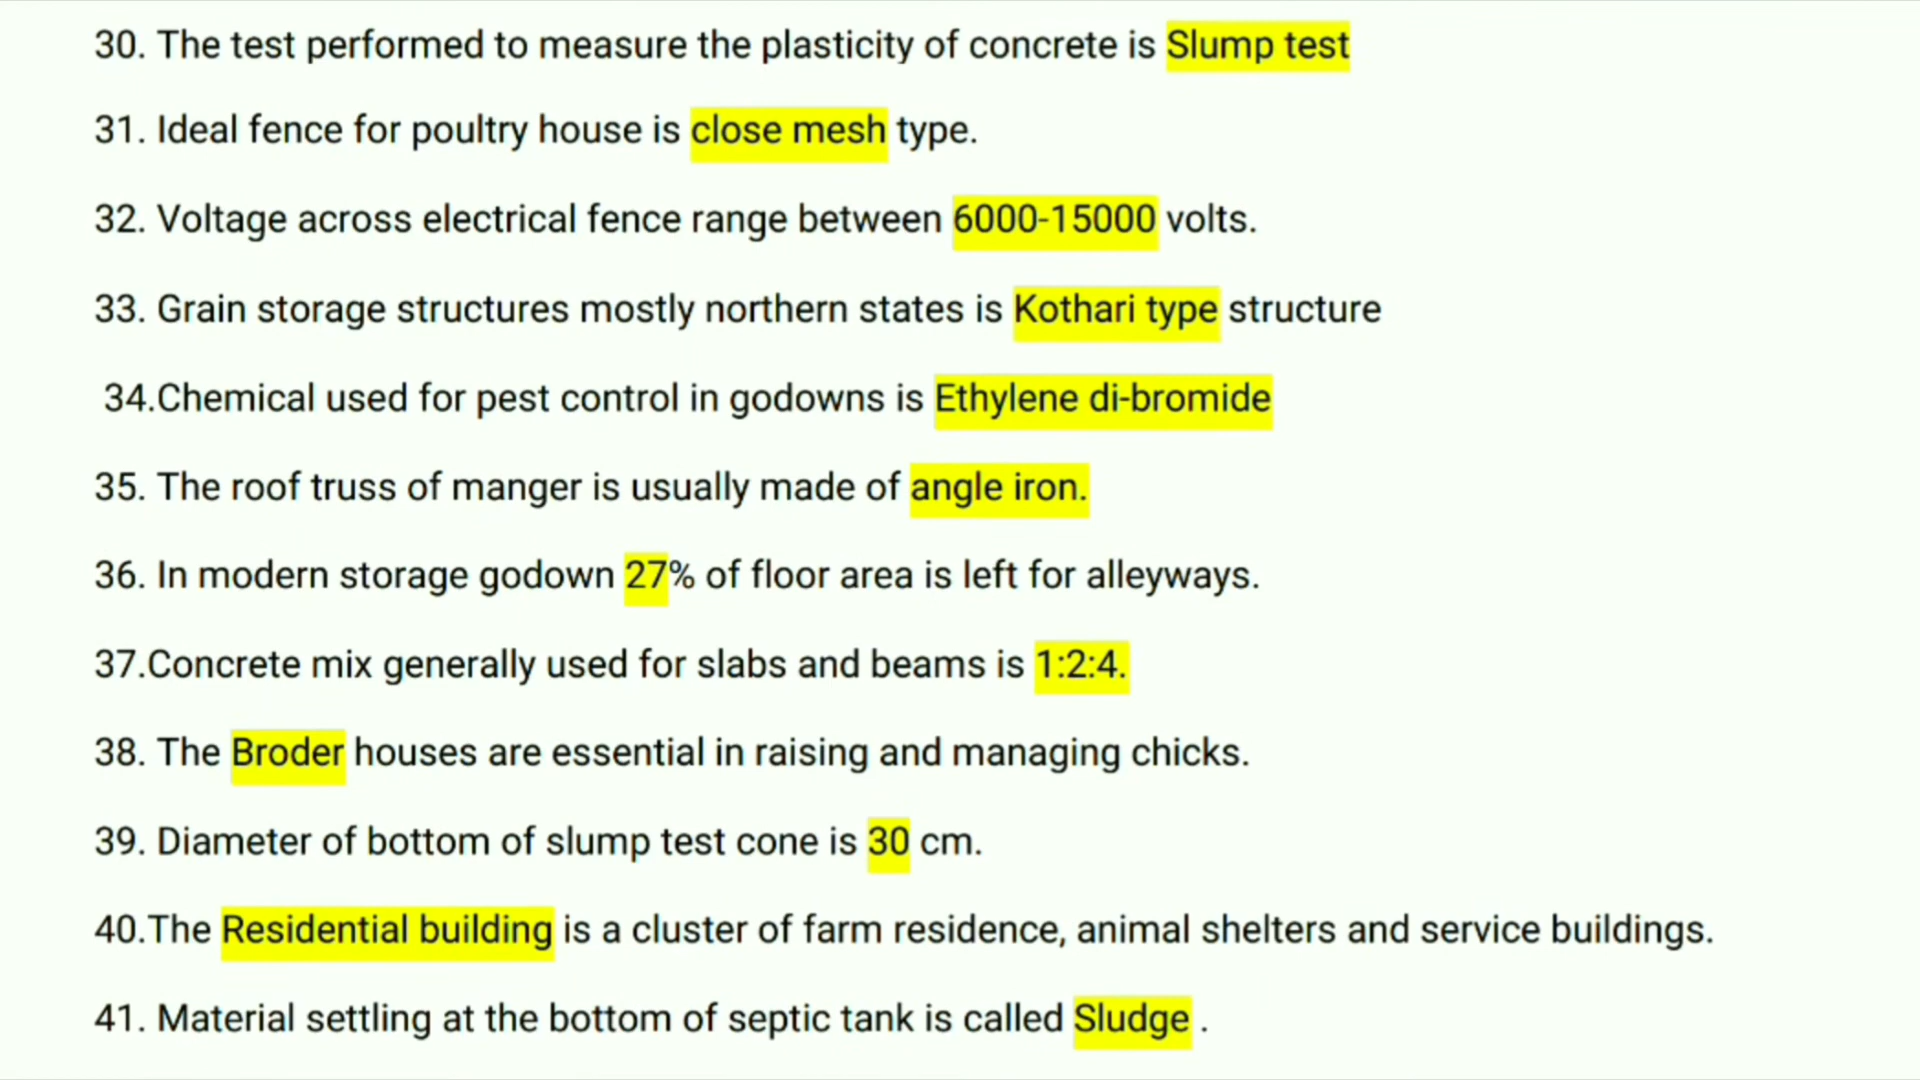 30. The test performed to measure the plasticity of concrete is Slump test
31. Ideal fence for poultry house is close mesh type.
32. Voltage across electrical fence range between 6000-15000 volts.
33. Grain storage structures mostly northern states is Kothari type structure
34.Chemical used for pest control in godowns is Ethylene di-bromide
35. The roof truss of manger is usually made of angle iron.
36. In modern storage godown 27% of floor area is left for alleyways.
37.Concrete mix generally used for slabs and beams is 1:2:4.
38. The Broder houses are essential in raising and managing chicks.
39. Diameter of bottom of slump test cone is 30 cm.
40.The Residential building is a cluster of farm residence, animal shelters and service buildings.
41. Material settling at the bottom of septic tank is called Sludge .